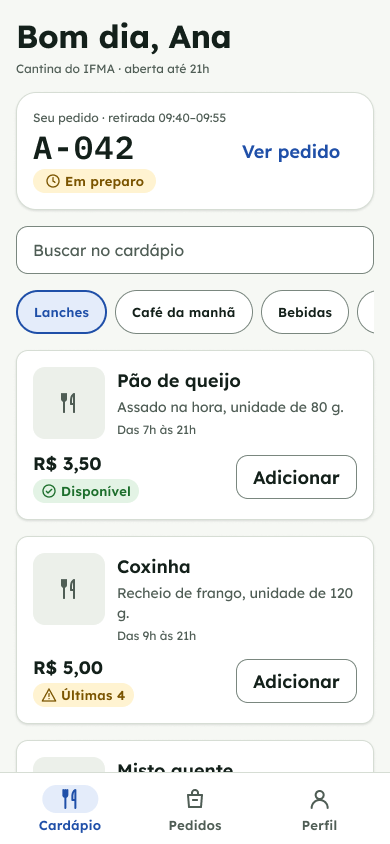 Bom dia, Ana
Cantina do IFMA · aberta até 21h
Seu pedido · retirada 09:40–09:55
A-042
Ver pedido
Em preparo
Buscar no cardápio
Lanches
Café da manhã
Bebidas
Pão de queijo
Assado na hora, unidade de 80 g.
Das 7h às 21h
R$ 3,50
Disponível
Adicionar
Coxinha
Recheio de frango, unidade de 120
g.
Das 9h às 21h
R$ 5,00
Últimas 4
Adicionar
Misto quente
Cardápio
Pedidos
Perfil